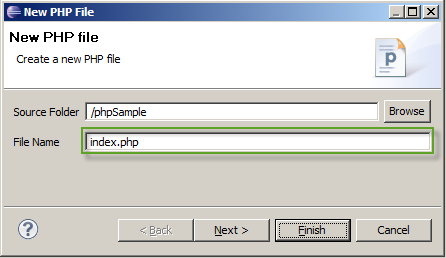 New PHP File
New PHP file
Create a new PHP file
p
Source Folder /phpSample Browse
File Name index.php
? < Back Next > Finish Cancel